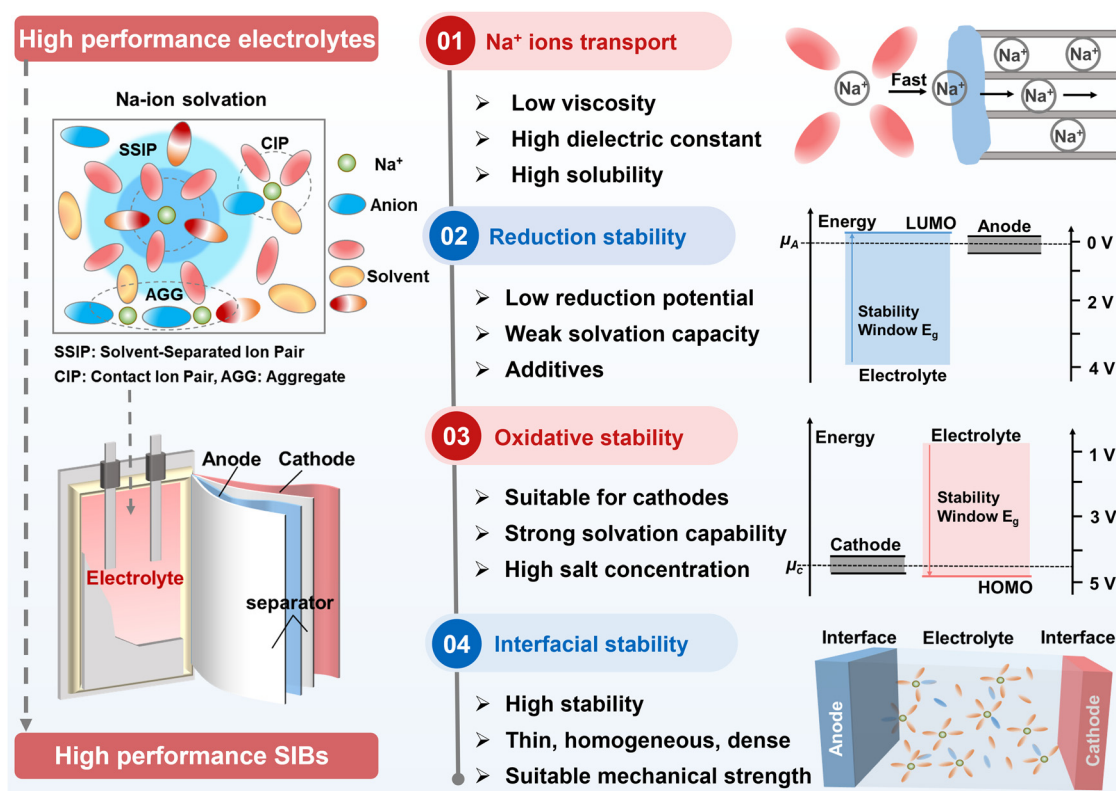 High performance electrolytes
Na-ion solvation
SSIP
CIP
AGG
Na⁺
Anion
Solvent
SSIP: Solvent-Separated Ion Pair
CIP: Contact Ion Pair, AGG: Aggregate
Anode
Cathode
Electrolyte
separator
High performance SIBs
01 Na⁺ ions transport
➢ Low viscosity
➢ High dielectric constant
➢ High solubility
Na⁺
Fast
Na⁺
Na⁺
Na⁺
Na⁺
Na⁺
02 Reduction stability
➢ Low reduction potential
➢ Weak solvation capacity
➢ Additives
Energy
LUMO
Anode
μA
0 V
2 V
4 V
Stability
Window Eg
Electrolyte
03 Oxidative stability
➢ Suitable for cathodes
➢ Strong solvation capability
➢ High salt concentration
Energy
Electrolyte
1 V
3 V
5 V
Stability
Window Eg
Cathode
μc
HOMO
04 Interfacial stability
➢ High stability
➢ Thin, homogeneous, dense
➢ Suitable mechanical strength
Interface
Electrolyte
Interface
Anode
Cathode